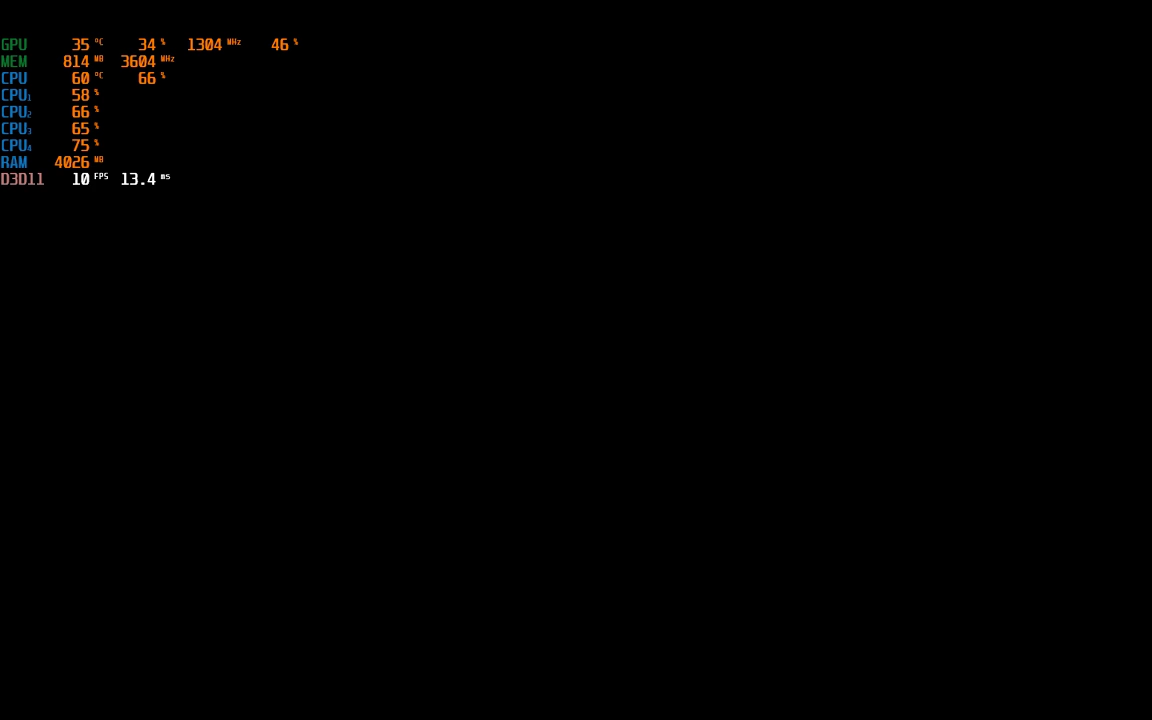 GPU 35 °C 34 % 1304 MHz 46 %
MEM 814 MB 3604 MHz
CPU 60 °C 66 %
CPU1 58 %
CPU2 66 %
CPU3 65 %
CPU4 75 %
RAM 4026 MB
D3D11 10 FPS 13.4 ms